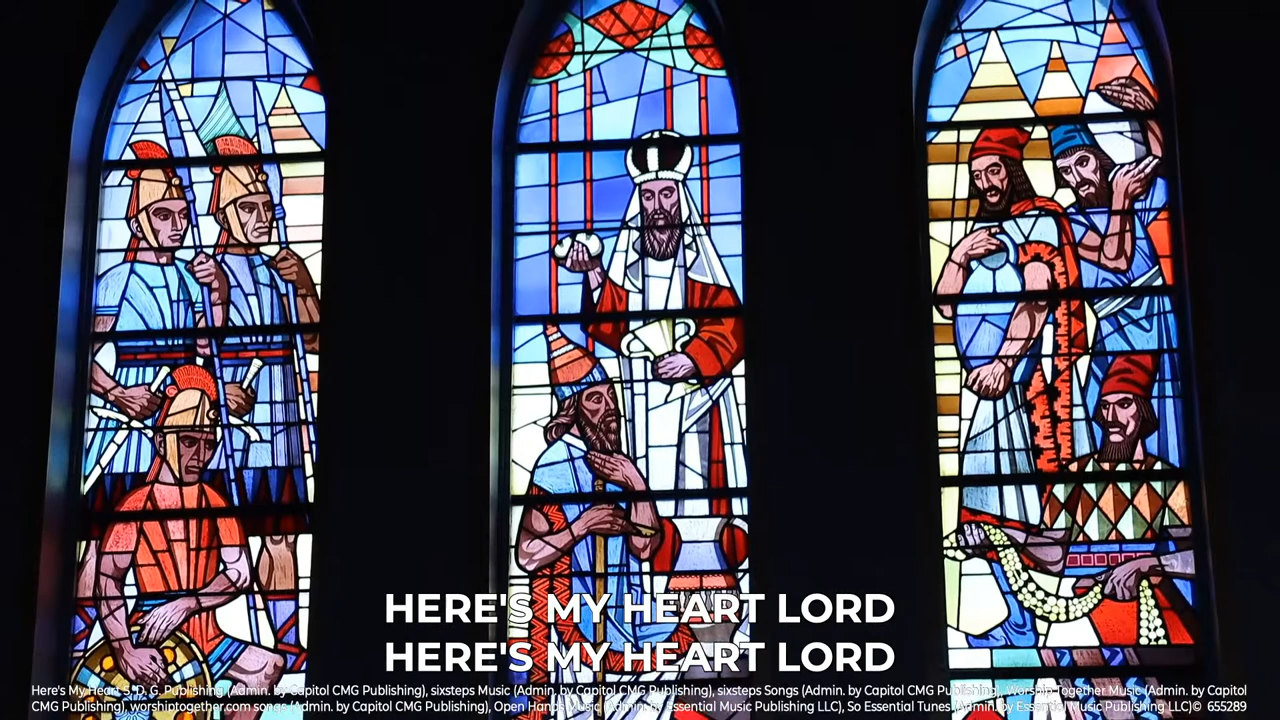 HERE'S MY HEART LORD
HERE'S MY HEART LORD
Here's My Heart S. D. G. Publishing (Admin. by Capitol CMG Publishing), sixsteps Music (Admin. by Capitol CMG Publishing), sixsteps Songs (Admin. by Capitol CMG Publishing), Worship Together Music (Admin. by Capitol
CMG Publishing), worshiptogether.com songs (Admin. by Capitol CMG Publishing), Open Hands Music (Admin. by Essential Music Publishing LLC), So Essential Tunes (Admin. by Essential Music Publishing LLC)© 655289